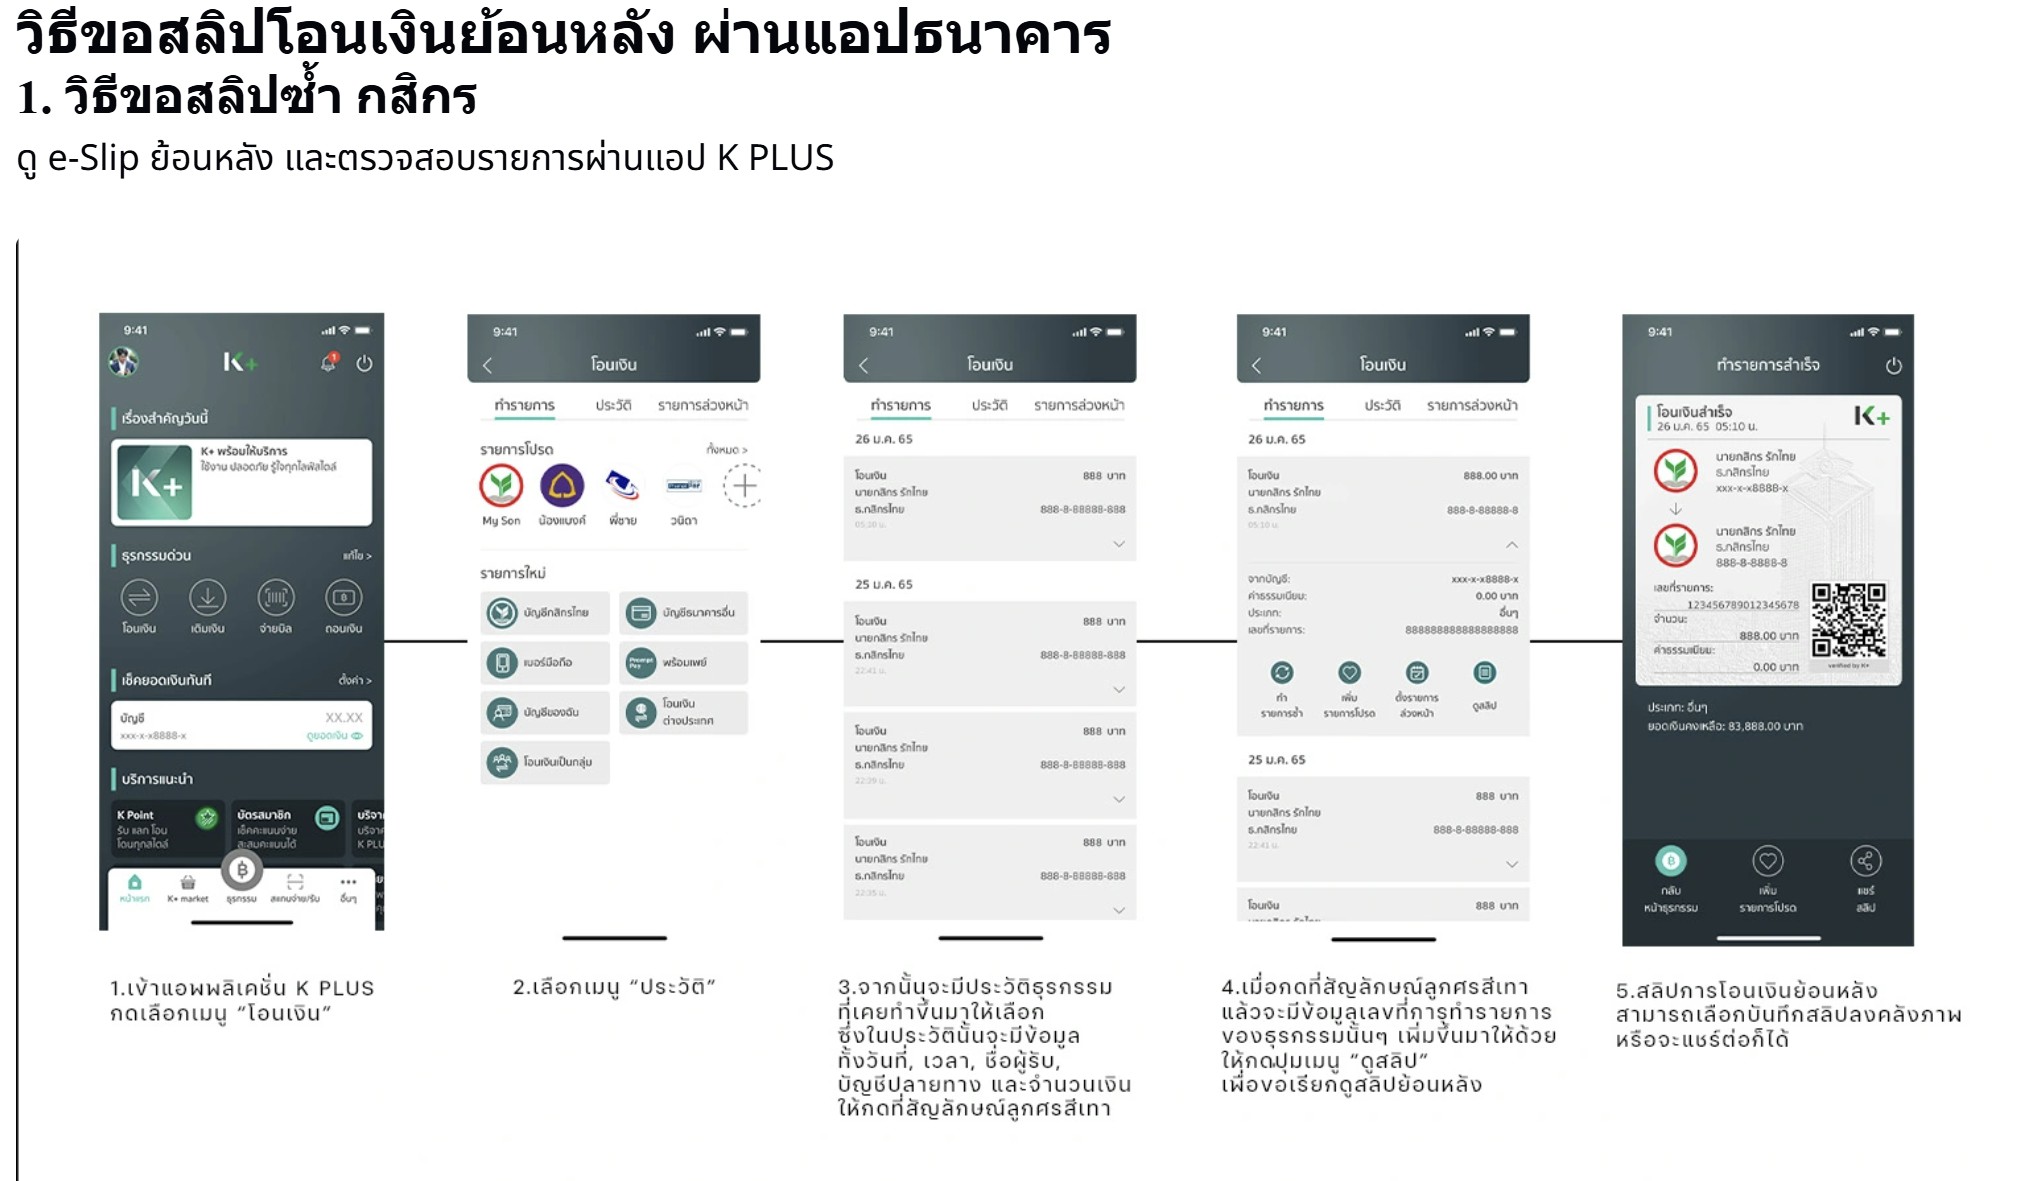 วิธีขอสลิปโอนเงินย้อนหลัง ผ่านแอปธนาคาร
1. วิธีขอสลิปซ้ำ กสิกร
ดู e-Slip ย้อนหลัง และตรวจสอบรายการผ่านแอป K PLUS
9:41
K+
1
เรื่องสำคัญวันนี้
K+
K+ พร้อมให้บริการ
ใช้งาน ปลอดภัย รู้ใจทุกไลฟ์สไตล์
ธุรกรรมด่วน
แก้ไข >
โอนเงิน
เติมเงิน
จ่ายบิล
ถอนเงิน
เช็คยอดเงินทันที
ตั้งค่า >
บัญชี
XX.XX
xxx-x-x8888-x
ดูยอดเงิน
บริการแนะนำ
K Point
รับ แลก โอน
โดนทุกสไตล์
บัตรสมาชิก
เช็คคะแนนง่าย
สะสมคะแนนได้
บริจา
บริจา
K PLU
หน้าแรก
K+ market
ธุรกรรม
สแกนจ่าย/รับ
อื่นๆ
1.เข้าแอพพลิเคชั่น K PLUS
กดเลือกเมนู “โอนเงิน”
9:41
โอนเงิน
ทำรายการ
ประวัติ
รายการล่วงหน้า
รายการโปรด
ทั้งหมด >
My Son
น้องแบงค์
พี่ชาย
วนิดา
รายการใหม่
บัญชีกสิกรไทย
บัญชีธนาคารอื่น
เบอร์มือถือ
พร้อมเพย์
บัญชีของฉัน
โอนเงิน
ต่างประเทศ
โอนเงินเป็นกลุ่ม
2.เลือกเมนู “ประวัติ”
9:41
โอนเงิน
ทำรายการ
ประวัติ
รายการล่วงหน้า
26 ม.ค. 65
โอนเงิน
888 บาท
นายกสิกร รักไทย
ธ.กสิกรไทย
888-8-88888-888
25 ม.ค. 65
โอนเงิน
888 บาท
นายกสิกร รักไทย
ธ.กสิกรไทย
888-8-88888-888
22:41 น.
โอนเงิน
888 บาท
นายกสิกร รักไทย
ธ.กสิกรไทย
888-8-88888-888
22:39 น.
โอนเงิน
888 บาท
นายกสิกร รักไทย
ธ.กสิกรไทย
888-8-88888-888
22:35 น.
3.จากนั้นจะมีประวัติธุรกรรม
ที่เคยทำขึ้นมาให้เลือก
ซึ่งในประวัตินั้นจะมีข้อมูล
ทั้งวันที่, เวลา, ชื่อผู้รับ,
บัญชีปลายทาง และจำนวนเงิน
ให้กดที่สัญลักษณ์ลูกศรสีเทา
9:41
โอนเงิน
ทำรายการ
ประวัติ
รายการล่วงหน้า
26 ม.ค. 65
โอนเงิน
888.00 บาท
นายกสิกร รักไทย
ธ.กสิกรไทย
888-8-88888-8
05:10 น.
จากบัญชี:
xxx-x-x8888-x
ค่าธรรมเนียม:
0.00 บาท
ประเภท:
อื่นๆ
เลขที่รายการ:
888888888888888888
ทำ
รายการซ้ำ
เพิ่ม
รายการโปรด
ตั้งรายการ
ล่วงหน้า
ดูสลิป
25 ม.ค. 65
โอนเงิน
888 บาท
นายกสิกร รักไทย
ธ.กสิกรไทย
888-8-88888-888
22:41 น.
โอนเงิน
888 บาท
4.เมื่อกดที่สัญลักษณ์ลูกศรสีเทา
แล้วจะมีข้อมูลเลขที่การทำรายการ
ของธุรกรรมนั้นๆ เพิ่มขึ้นมาให้ด้วย
ให้กดปุ่มเมนู “ดูสลิป”
เพื่อขอเรียกดูสลิปย้อนหลัง
9:41
ทำรายการสำเร็จ
โอนเงินสำเร็จ
26 ม.ค. 65 05:10 น.
K+
นายกสิกร รักไทย
ธ.กสิกรไทย
xxx-x-x8888-x
นายกสิกร รักไทย
ธ.กสิกรไทย
888-8-8888-8
เลขที่รายการ:
123456789012345678
จำนวน:
888.00 บาท
ค่าธรรมเนียม:
0.00 บาท
verified by K+
ประเภท: อื่นๆ
ยอดเงินคงเหลือ: 83,888.00 บาท
กลับ
หน้าธุรกรรม
เพิ่ม
รายการโปรด
แชร์
สลิป
5.สลิปการโอนเงินย้อนหลัง
สามารถเลือกบันทึกสลิปลงคลังภาพ
หรือจะแชร์ต่อก็ได้